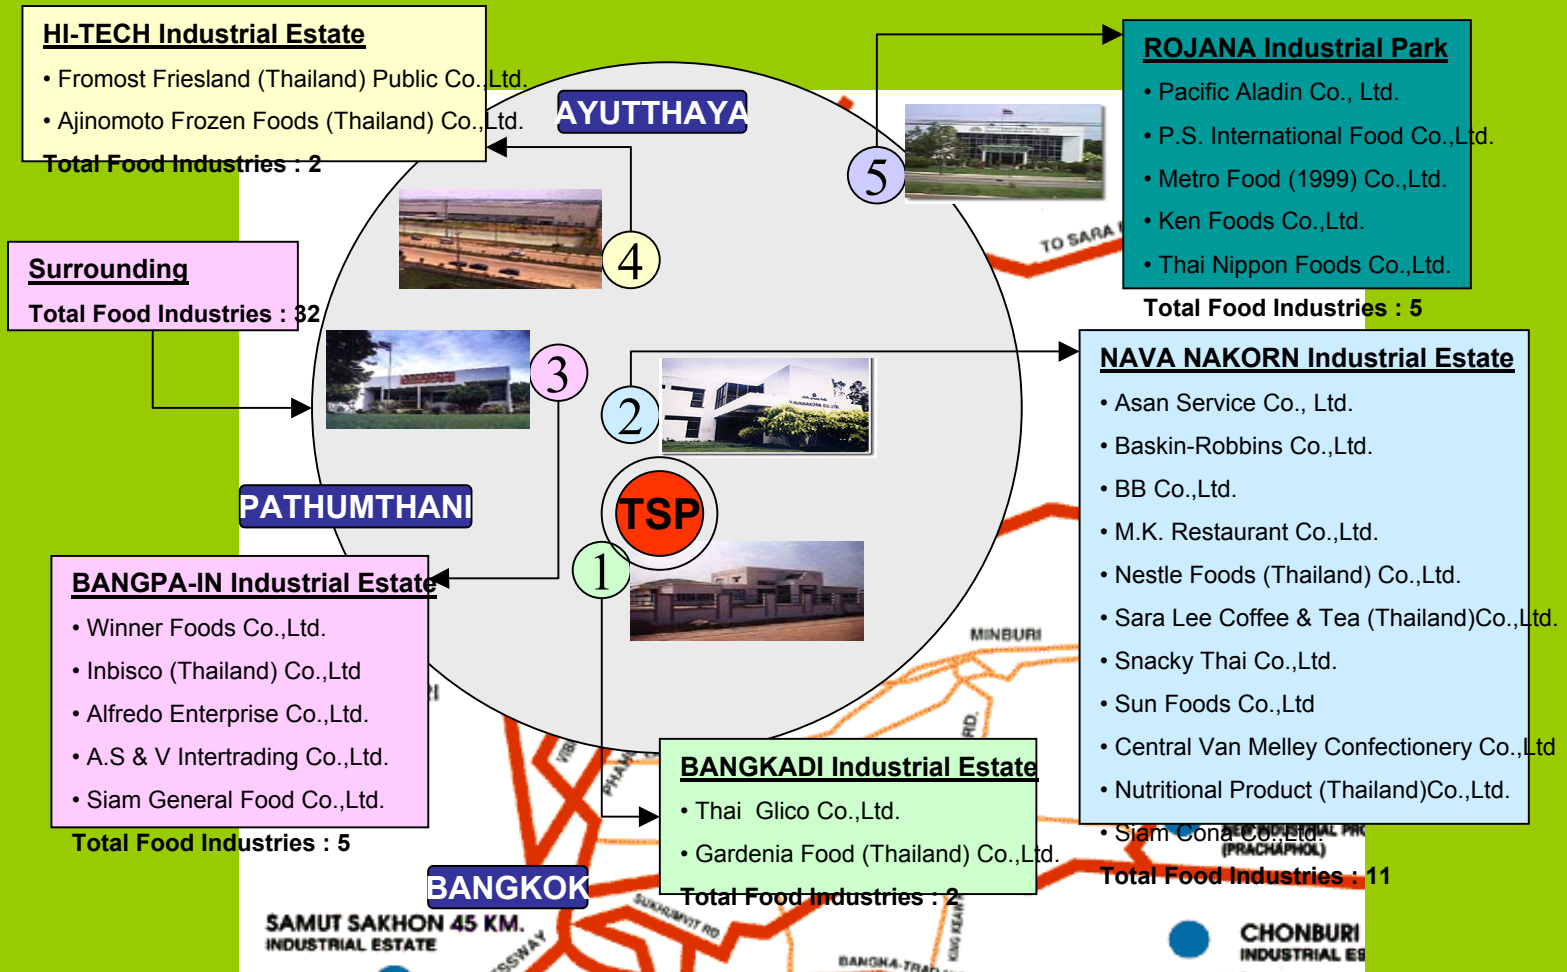 HI-TECH Industrial Estate
• Fromost Friesland (Thailand) Public Co.,Ltd.
• Ajinomoto Frozen Foods (Thailand) Co.,Ltd.
Total Food Industries : 2
AYUTTHAYA
5
ROJANA Industrial Park
• Pacific Aladin Co., Ltd.
• P.S. International Food Co.,Ltd.
• Metro Food (1999) Co.,Ltd.
• Ken Foods Co.,Ltd.
• Thai Nippon Foods Co.,Ltd.
Total Food Industries : 5
TO SARA
4
Surrounding
Total Food Industries : 32
3
2
NAVA NAKORN Industrial Estate
• Asan Service Co., Ltd.
• Baskin-Robbins Co.,Ltd.
• BB Co.,Ltd.
• M.K. Restaurant Co.,Ltd.
• Nestle Foods (Thailand) Co.,Ltd.
• Sara Lee Coffee & Tea (Thailand)Co.,Ltd.
• Snacky Thai Co.,Ltd.
• Sun Foods Co.,Ltd
• Central Van Melley Confectionery Co.,Ltd
• Nutritional Product (Thailand)Co.,Ltd.
• Siam Cona Co.,Ltd.
Total Food Industries : 11
PATHUMTHANI
TSP
1
BANGPA-IN Industrial Estate
• Winner Foods Co.,Ltd.
• Inbisco (Thailand) Co.,Ltd
• Alfredo Enterprise Co.,Ltd.
• A.S & V Intertrading Co.,Ltd.
• Siam General Food Co.,Ltd.
Total Food Industries : 5
MINBURI
RD.
BANGKADI Industrial Estate
• Thai  Glico Co.,Ltd.
• Gardenia Food (Thailand) Co.,Ltd.
Total Food Industries : 2
(PRACHAPHOL)
BANGKOK
SUKHUMVIT RD.
SAMUT SAKHON 45 KM.
INDUSTRIAL ESTATE
CHONBURI
INDUSTRIAL ES